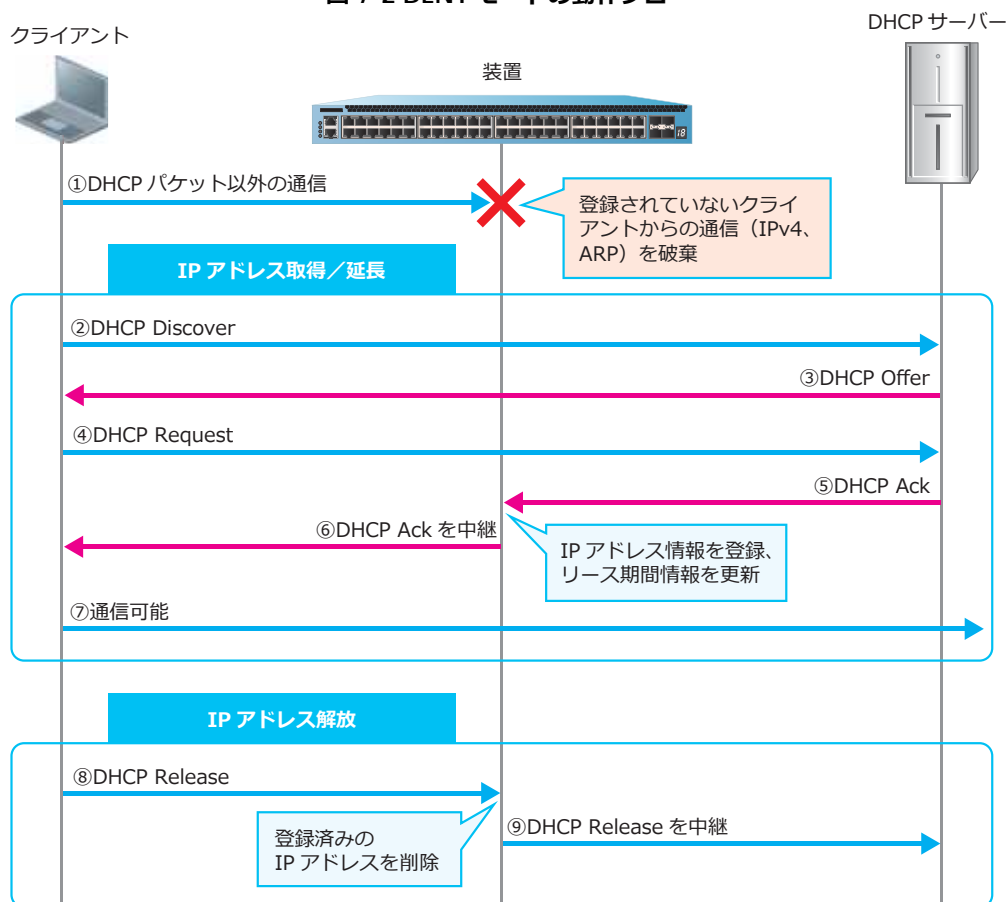 クライアント
DHCP サーバー
装置
①DHCP パケット以外の通信
登録されていないクライ
アントからの通信（IPv4、
ARP）を破棄
IP アドレス取得／延長
②DHCP Discover
③DHCP Offer
④DHCP Request
⑤DHCP Ack
⑥DHCP Ack を中継
IP アドレス情報を登録、
リース期間情報を更新
⑦通信可能
IP アドレス解放
⑧DHCP Release
登録済みの
IP アドレスを削除
⑨DHCP Release を中継